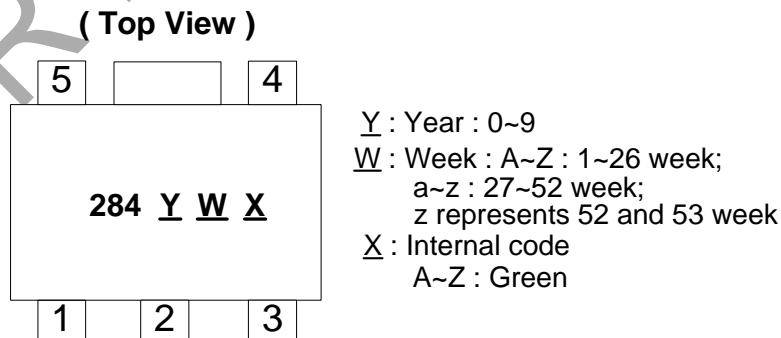 ( Top View )
5 4
284 Y W X
1 2 3
Y : Year : 0~9
W : Week : A~Z : 1~26 week;
a~z : 27~52 week;
z represents 52 and 53 week
X : Internal code
A~Z : Green